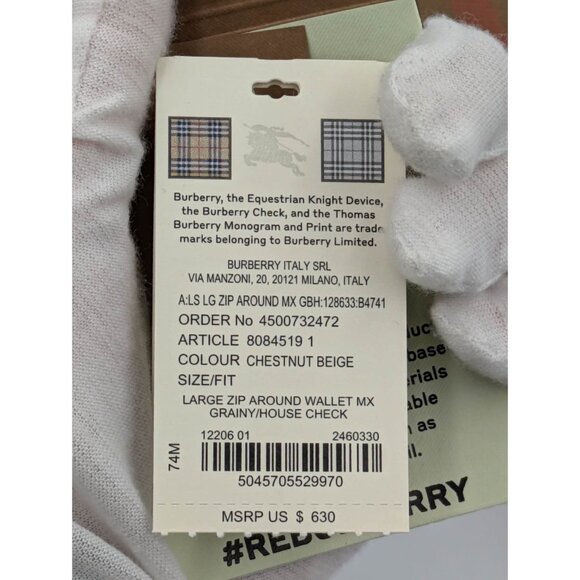 Burberry, the Equestrian Knight Device,
the Burberry Check, and the Thomas
Burberry Monogram and Print are trade
marks belonging to Burberry Limited.
BURBERRY ITALY SRL
VIA MANZONI, 20, 20121 MILANO, ITALY
A:LS LG ZIP AROUND MX GBH:128633:B4741
ORDER No 4500732472
ARTICLE 8084519 1
COLOUR CHESTNUT BEIGE
SIZE/FIT
LARGE ZIP AROUND WALLET MX
GRAINY/HOUSE CHECK
74M
12206 01 2460330
5045705529970
MSRP US $ 630
as